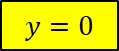 y = 0